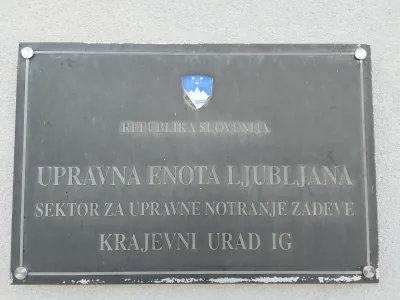 REPUBLIKA SLOVENIJA
UPRAVNA ENOTA LJUBLJANA
SEKTOR ZA UPRAVNE NOTRANJE ZADEVE
KRAJEVNI URAD IG